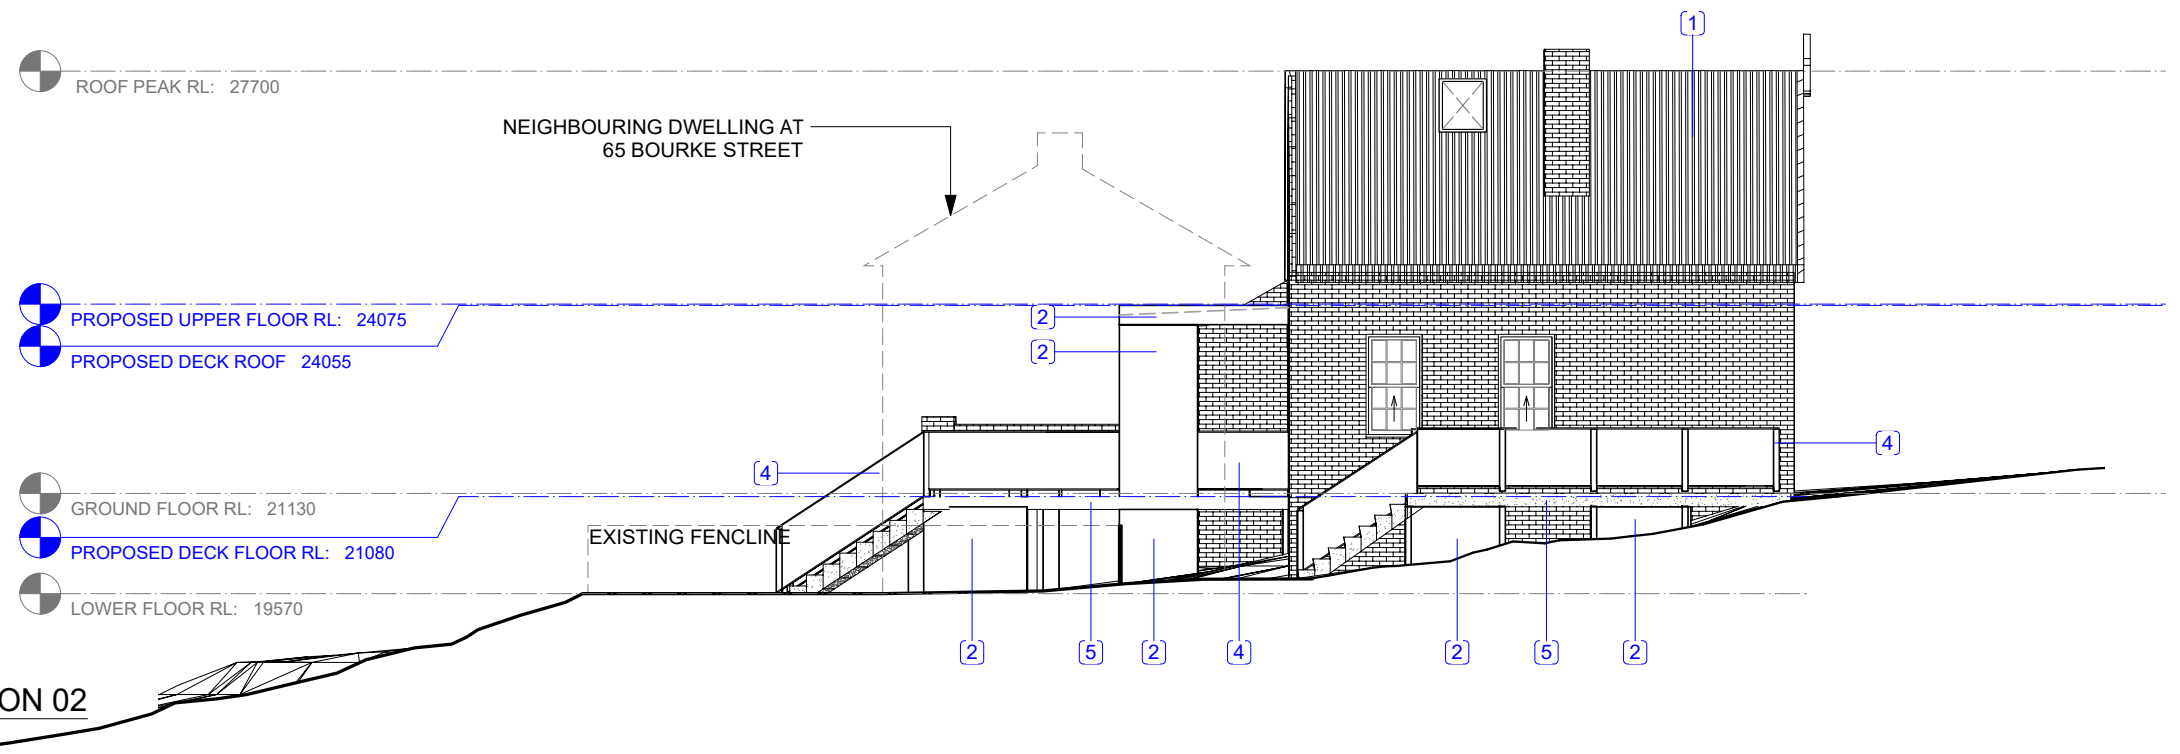 1
ROOF PEAK RL: 27700
NEIGHBOURING DWELLING AT
65 BOURKE STREET
PROPOSED UPPER FLOOR RL: 24075
2
2
PROPOSED DECK ROOF 24055
4
4
GROUND FLOOR RL: 21130
EXISTING FENCLINE
PROPOSED DECK FLOOR RL: 21080
LOWER FLOOR RL: 19570
2
5
2
4
2
5
2
ON 02